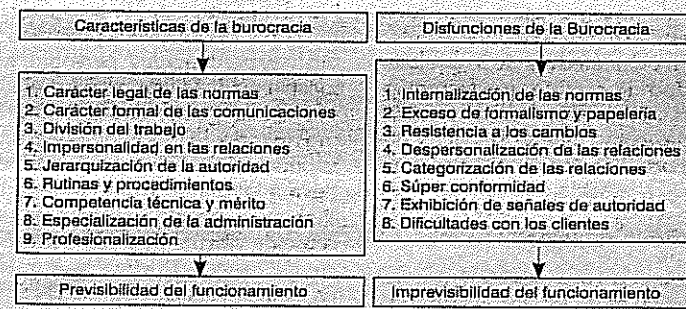 Características de la burocracia
1. Carácter legal de las normas
2. Carácter formal de las comunicaciones
3. División del trabajo
4. Impersonalidad en las relaciones
5. Jerarquización de la autoridad
6. Rutinas y procedimientos
7. Competencia técnica y mérito
8. Especialización de la administración
9. Profesionalización
Previsibilidad del funcionamiento
Disfunciones de la Burocracia
1. Internalización de las normas
2. Exceso de formalismo y papelería
3. Resistencia a los cambios
4. Despersonalización de las relaciones
5. Categorización de las relaciones
6. Súper conformidad
7. Exhibición de señales de autoridad
8. Dificultades con los clientes
Imprevisibilidad del funcionamiento